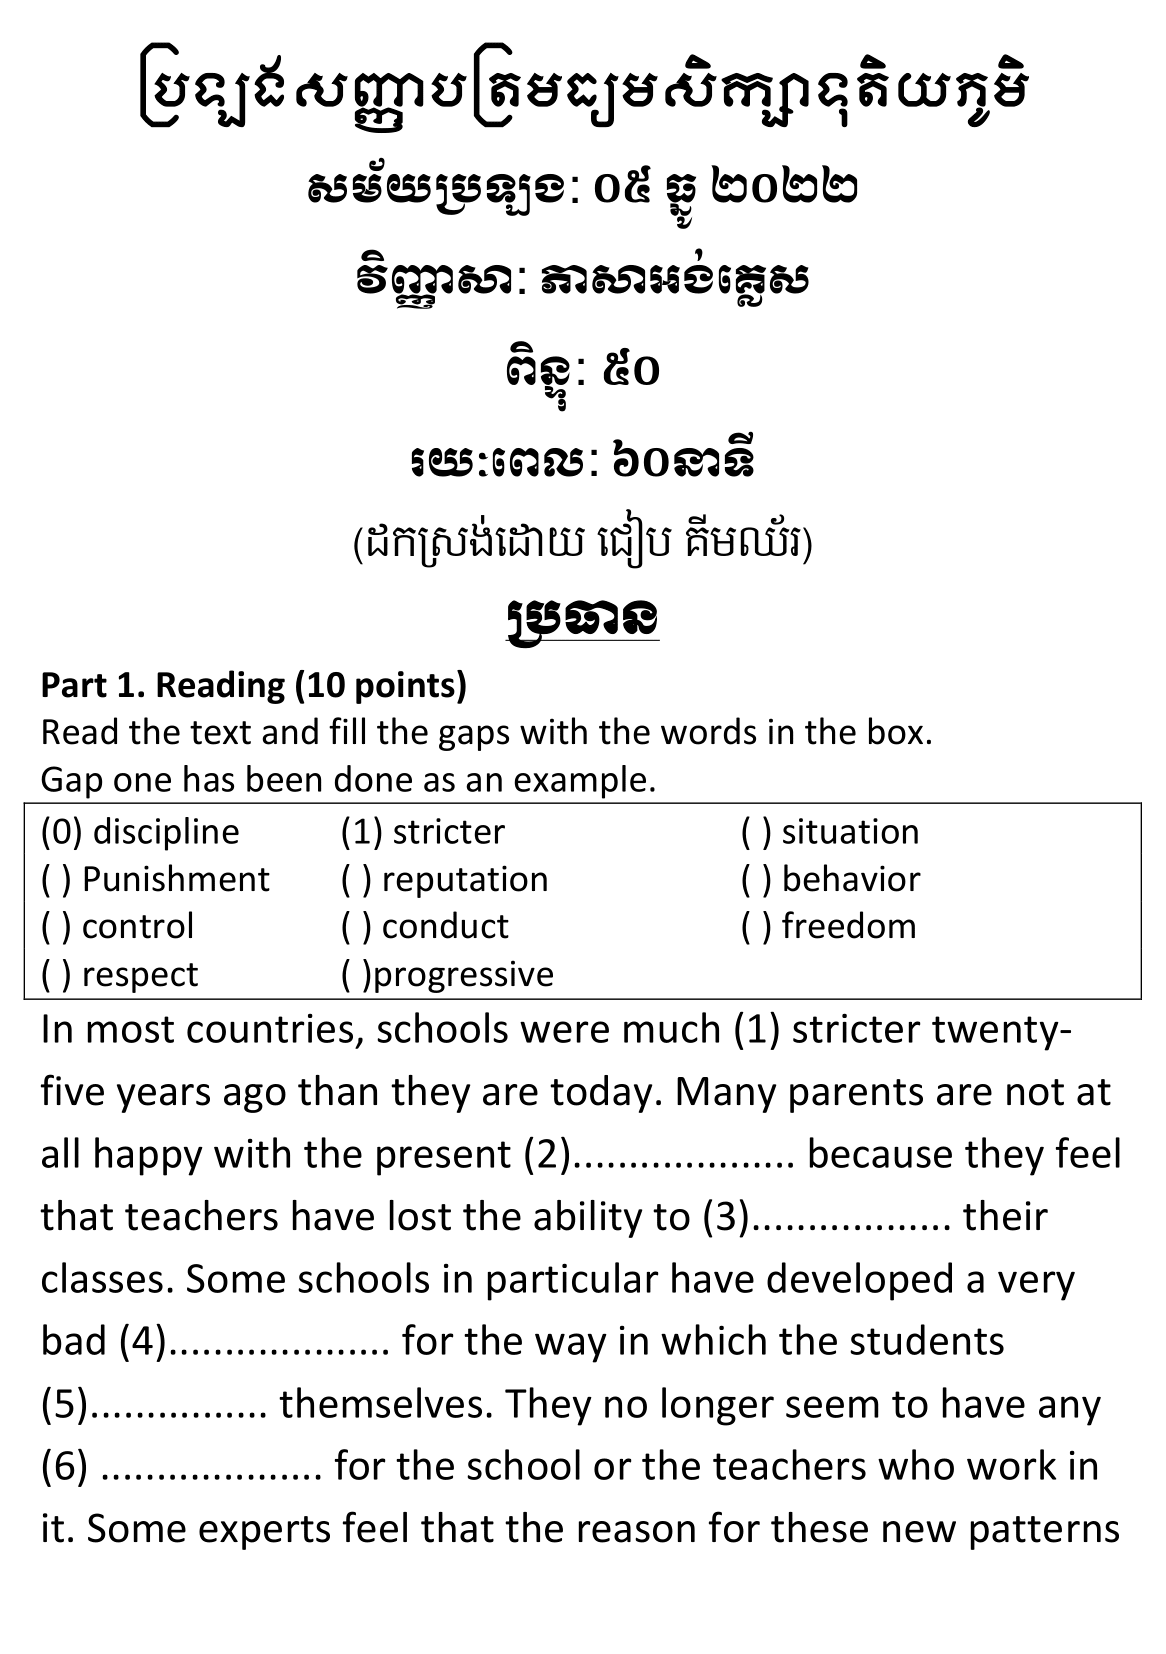 ប្រឡងសញ្ញាបត្រមធ្យមសិក្សាទុតិយភូមិ
សម័យប្រឡង: ០៥ ធ្នូ ២០២២
វិញ្ញាសា: ភាសាអង់គ្លេស
ពិន្ទុ: ៥០
រយៈពេល: ៦០នាទី
(ដកស្រង់ដោយ ជៀប គីមឈ័រ)
ប្រធាន
Part 1. Reading (10 points)
Read the text and fill the gaps with the words in the box.
Gap one has been done as an example.
(0) discipline (1) stricter ( ) situation
( ) Punishment ( ) reputation ( ) behavior
( ) control ( ) conduct ( ) freedom
( ) respect ( )progressive
In most countries, schools were much (1) stricter twenty-
five years ago than they are today. Many parents are not at
all happy with the present (2).................... because they feel
that teachers have lost the ability to (3).................. their
classes. Some schools in particular have developed a very
bad (4).................... for the way in which the students
(5)................ themselves. They no longer seem to have any
(6) .................... for the school or the teachers who work in
it. Some experts feel that the reason for these new patterns